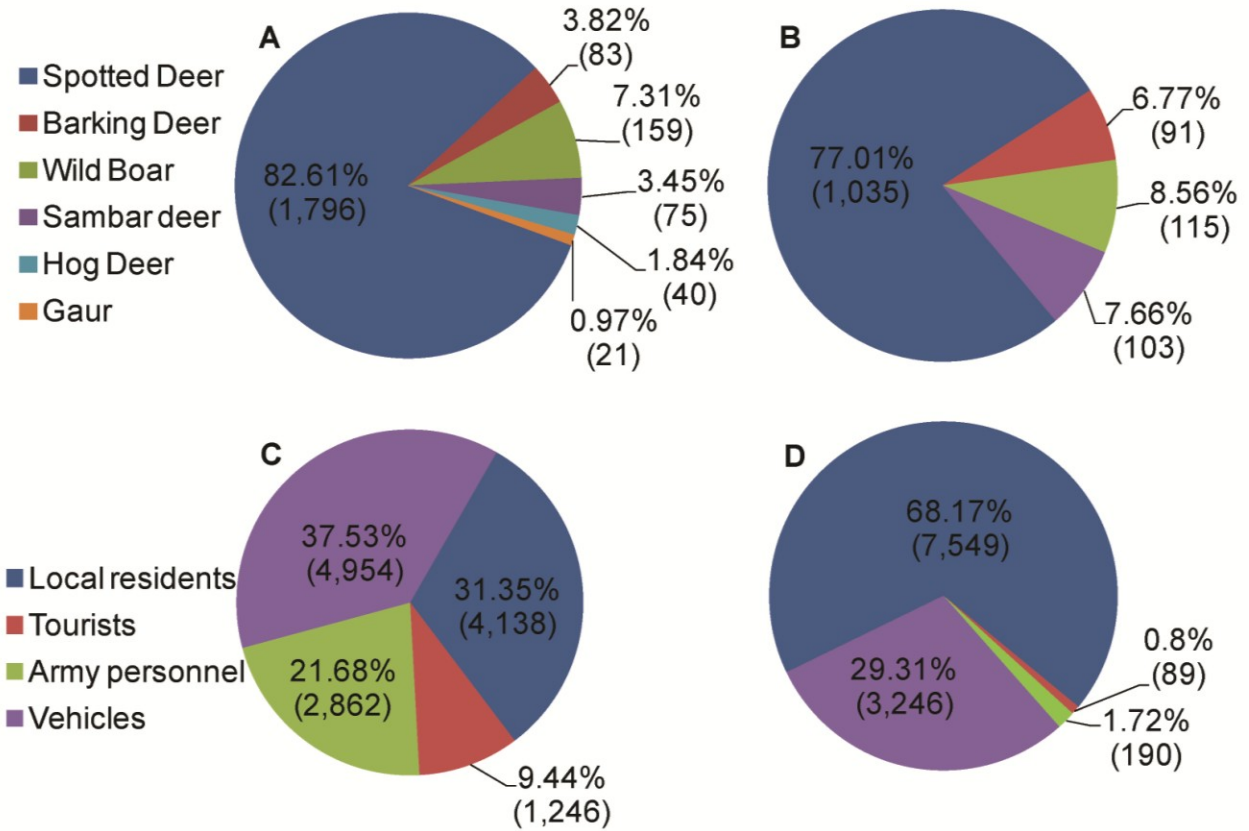 A
Spotted Deer
Barking Deer
Wild Boar
Sambar deer
Hog Deer
Gaur
82.61%
(1,796)
3.82%
(83)
7.31%
(159)
3.45%
(75)
1.84%
(40)
0.97%
(21)
B
77.01%
(1,035)
6.77%
(91)
8.56%
(115)
7.66%
(103)
C
Local residents
Tourists
Army personnel
Vehicles
37.53%
(4,954)
31.35%
(4,138)
21.68%
(2,862)
9.44%
(1,246)
D
68.17%
(7,549)
29.31%
(3,246)
0.8%
(89)
1.72%
(190)